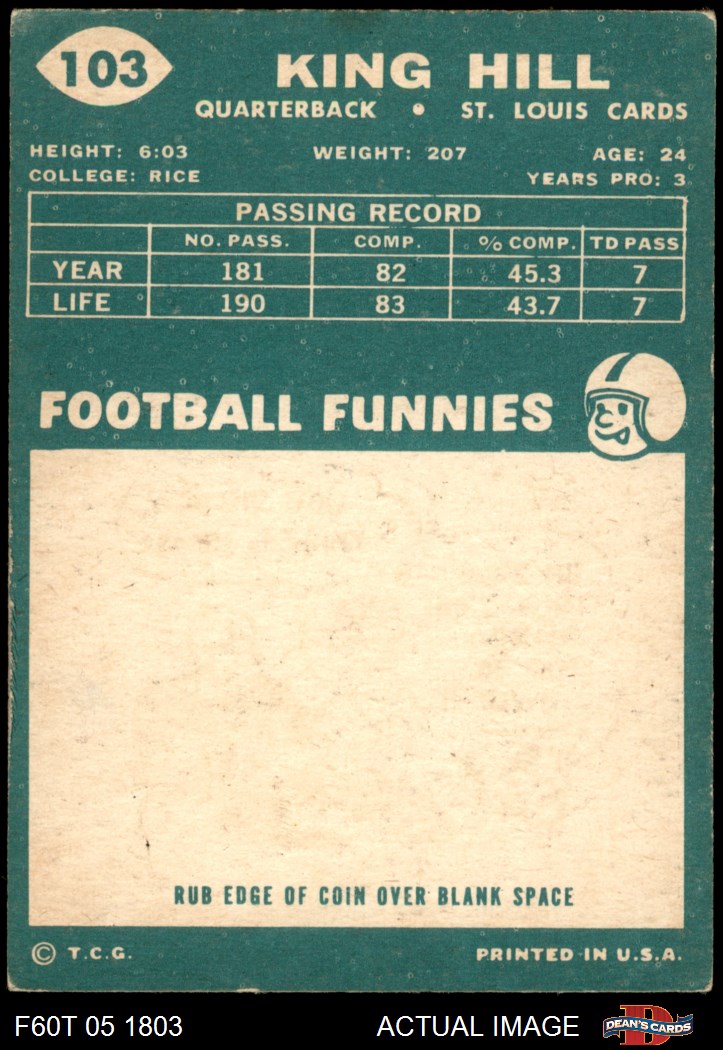 103
KING HILL
QUARTERBACK • ST. LOUIS CARDS
HEIGHT: 6:03 WEIGHT: 207 AGE: 24
COLLEGE: RICE YEARS PRO: 3
PASSING RECORD
NO. PASS. COMP. % COMP. TD PASS
YEAR 181 82 45.3 7
LIFE 190 83 43.7 7
FOOTBALL FUNNIES
RUB EDGE OF COIN OVER BLANK SPACE
© T.C.G. PRINTED IN U.S.A.
F60T 05 1803 ACTUAL IMAGE DEAN'S CARDS